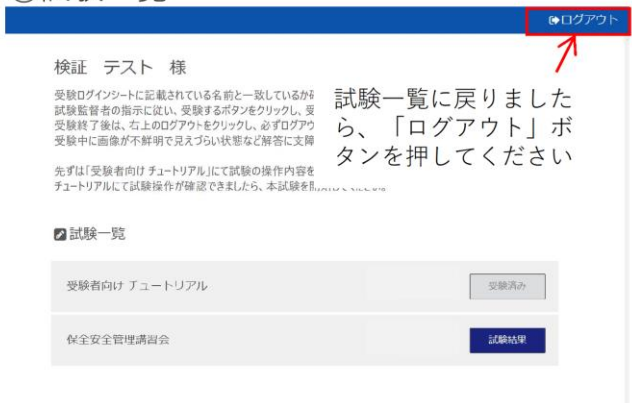 ログアウト
検証 テスト 様
受験ログインシートに記載されている名前と一致しているか
試験監督者の指示に従い、受験するボタンをクリックし、受
受験終了後は、右上のログアウトをクリックし、必ずログアウ
受験中に画像が不鮮明で見えづらい状態など解答に支障
先ずは「受験者向け チュートリアル」にて試験の操作内容を
チュートリアルにて試験操作が確認できましたら、本試験を
試験一覧に戻りました
ら、「ログアウト」ボ
タンを押してください
試験一覧
受験者向け チュートリアル
受験済み
保全安全管理講習会
試験結果